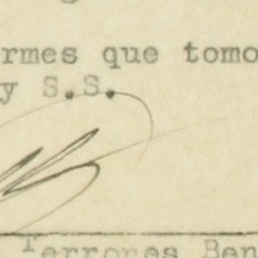 rmes que tomo
y S.S.
Terrones Ben